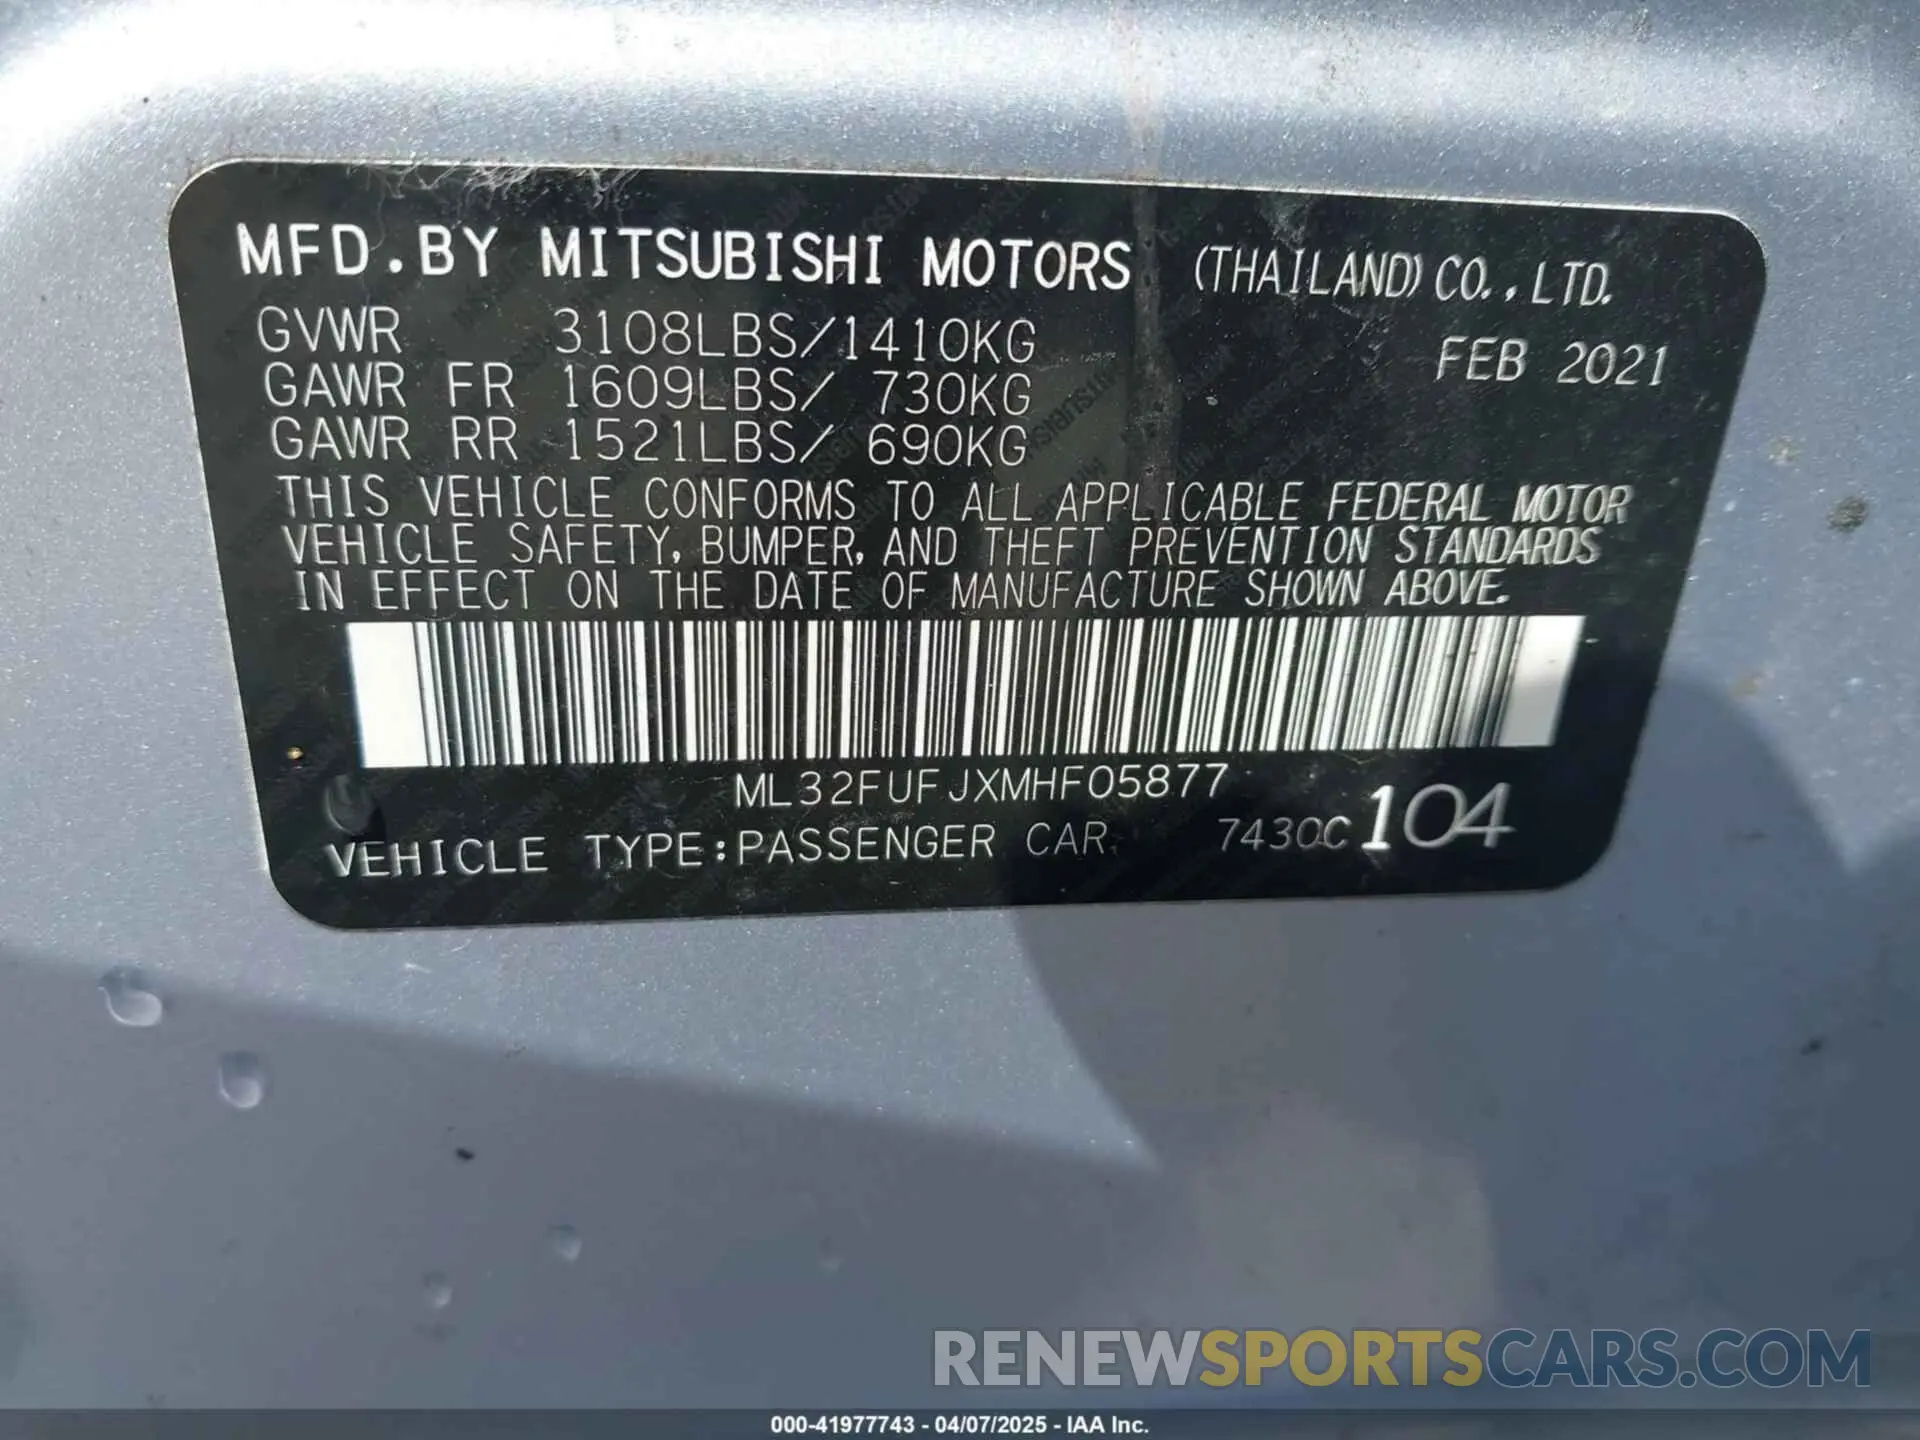 MFD.BY MITSUBISHI MOTORS (THAILAND) CO.,LTD.
GVWR 3108LBS/1410KG FEB 2021
GAWR FR 1609LBS/ 730KG
GAWR RR 1521LBS/ 690KG
THIS VEHICLE CONFORMS TO ALL APPLICABLE FEDERAL MOTOR
VEHICLE SAFETY, BUMPER, AND THEFT PREVENTION STANDARDS
IN EFFECT ON THE DATE OF MANUFACTURE SHOWN ABOVE.
ML32FUFJXMHF05877
VEHICLE TYPE:PASSENGER CAR 7430C 104
RENEWSPORTSCARS.COM
000-41977743 - 04/07/2025 - IAA Inc.